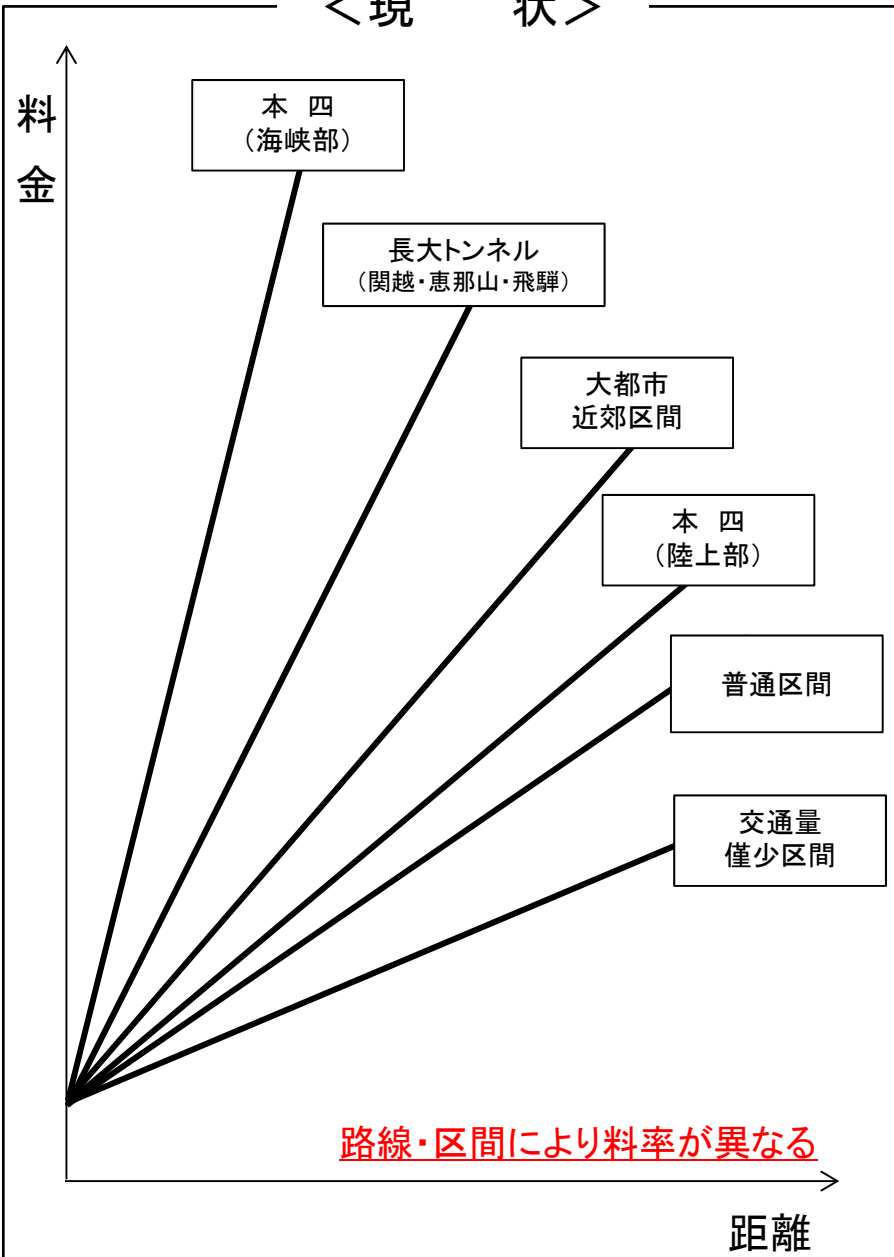 <現　　状>
料
金
本 四
(海峡部)
長大トンネル
(関越・恵那山・飛騨)
大都市
近郊区間
本 四
(陸上部)
普通区間
交通量
僅少区間
路線・区間により料率が異なる
距離